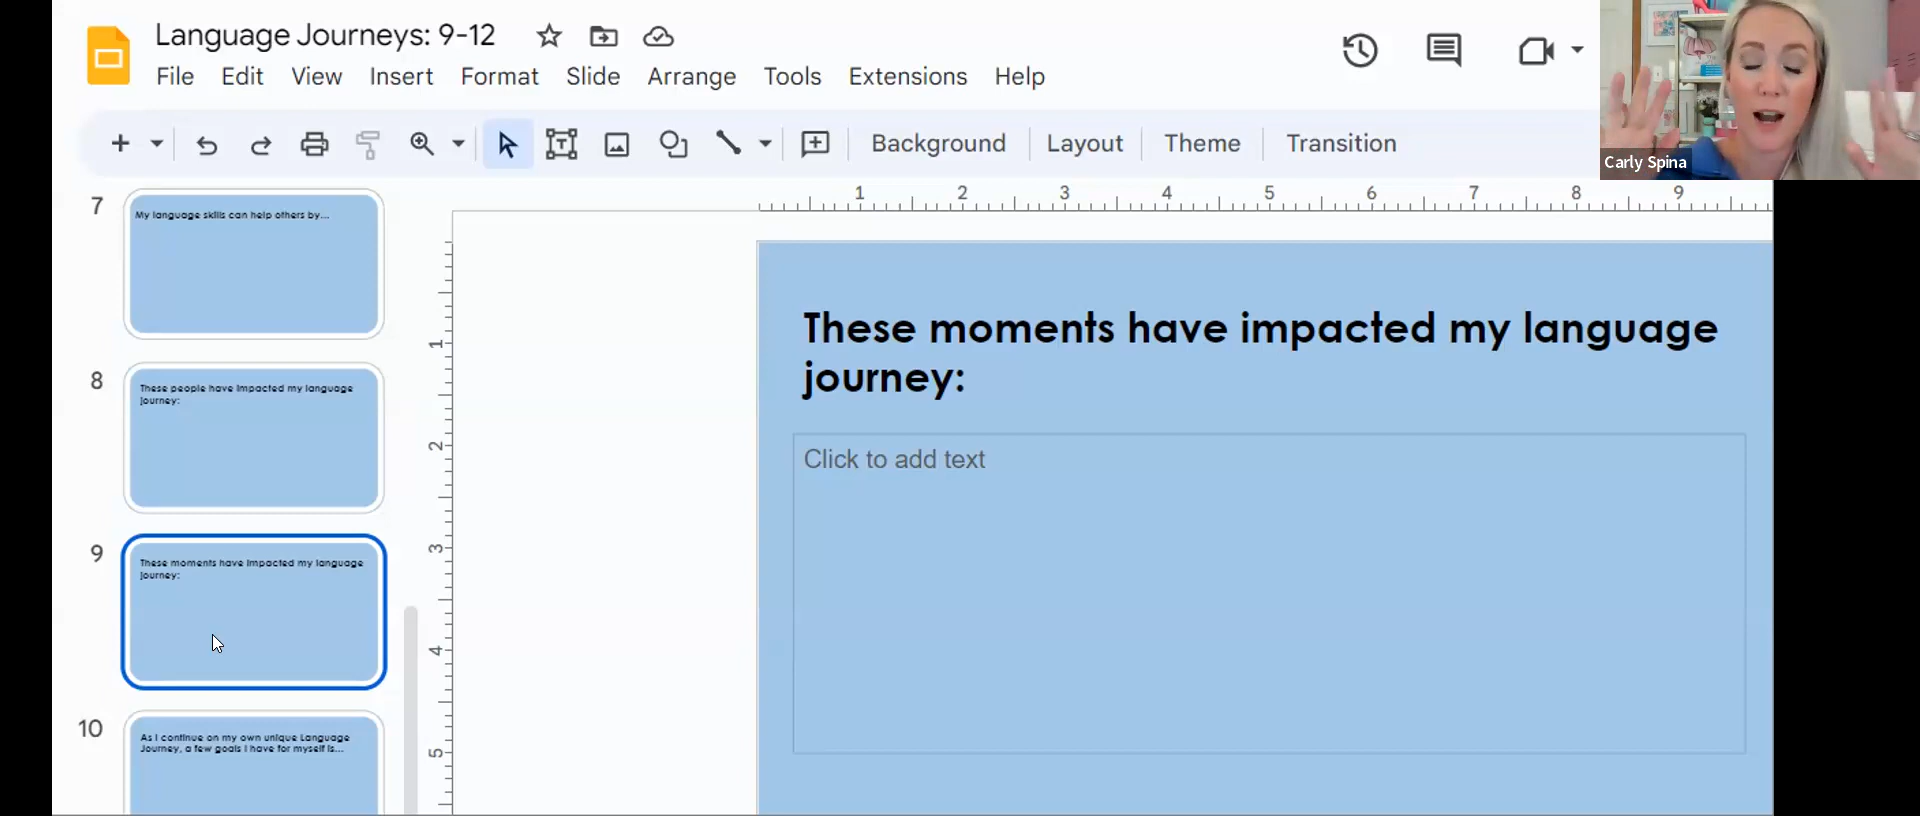 Language Journeys: 9-12
File Edit View Insert Format Slide Arrange Tools Extensions Help
Background Layout Theme Transition
Carly Spina
1 2 3 4 5 6 7 8 9
7
My language skills can help others by...
8
These people have impacted my language
journey:
9
These moments have impacted my language
journey:
10
As I continue on my own unique Language
Journey, a few goals I have for myself is...
1
2
3
4
5
These moments have impacted my language
journey:
Click to add text